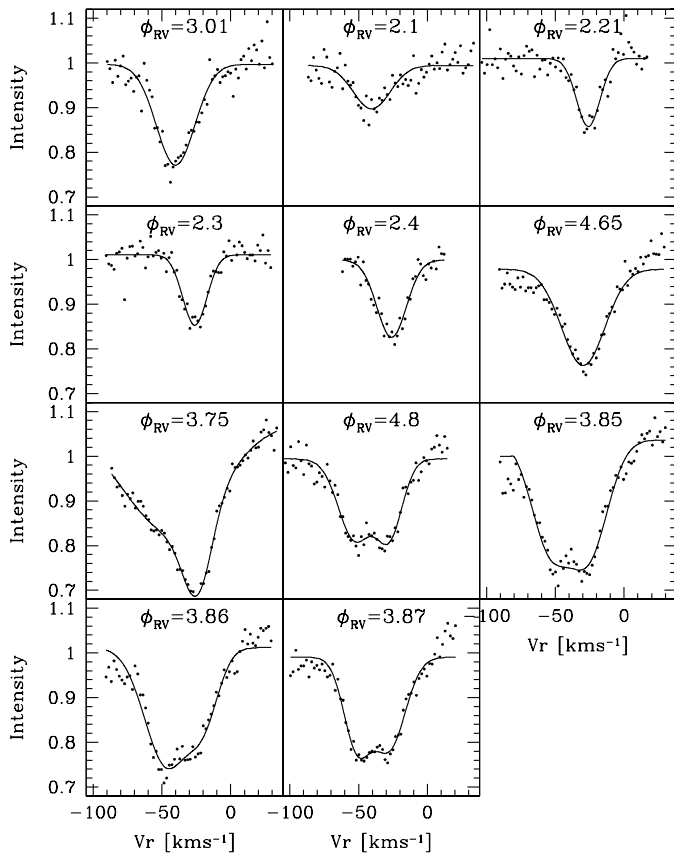 ϕRV=3.01
ϕRV=2.1
ϕRV=2.21
1.1
1
0.9
0.8
0.7
Intensity
ϕRV=2.3
ϕRV=2.4
ϕRV=4.65
1.1
1
0.9
0.8
0.7
Intensity
ϕRV=3.75
ϕRV=4.8
ϕRV=3.85
1.1
1
0.9
0.8
0.7
Intensity
ϕRV=3.86
ϕRV=3.87
−100 −50 0
Vr [kms−1]
1.1
1
0.9
0.8
0.7
Intensity
−100 −50 0
−100 −50 0
Vr [kms−1]
Vr [kms−1]